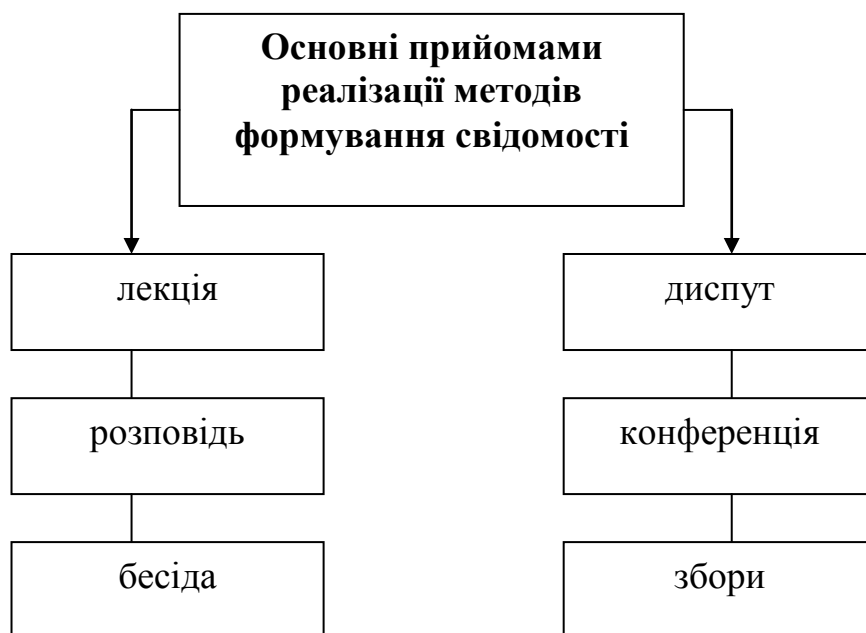 Основні прийомами
реалізації методів
формування свідомості
лекція
диспут
розповідь
конференція
бесіда
збори